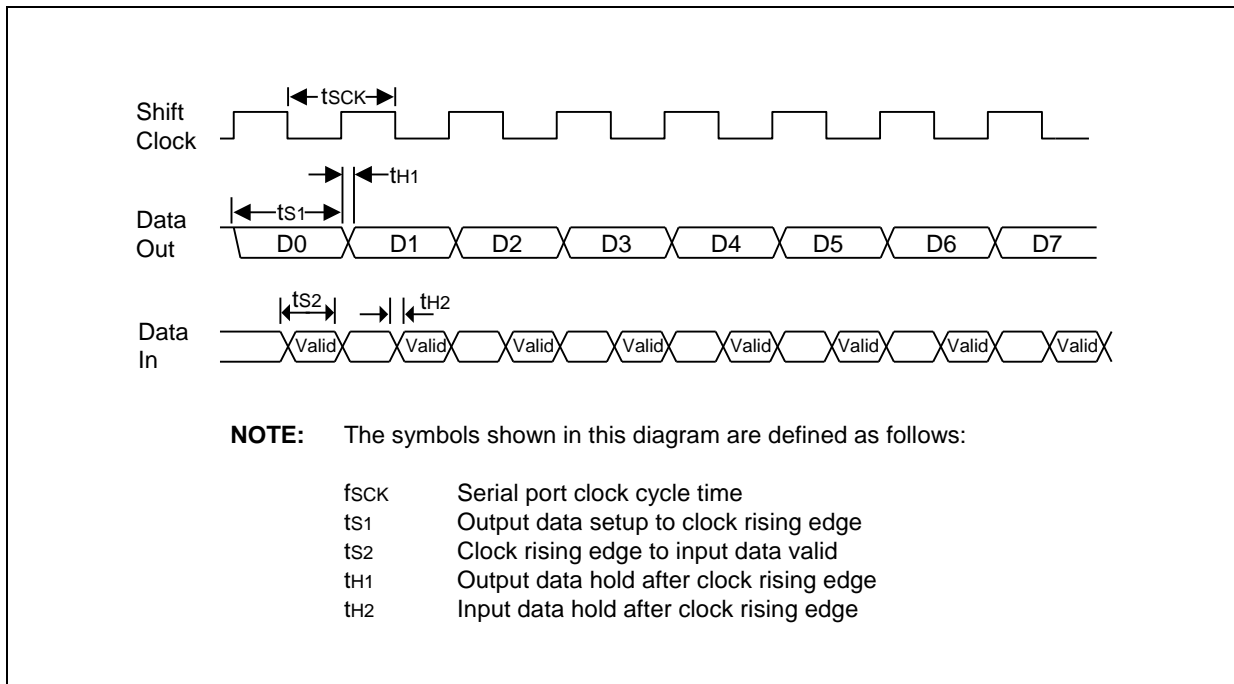 tSCK
Shift
Clock
tH1
tS1
Data
Out
D0 D1 D2 D3 D4 D5 D6 D7
tS2
tH2
Data
In
Valid Valid Valid Valid Valid Valid Valid Valid
NOTE: The symbols shown in this diagram are defined as follows:
fSCK Serial port clock cycle time
tS1 Output data setup to clock rising edge
tS2 Clock rising edge to input data valid
tH1 Output data hold after clock rising edge
tH2 Input data hold after clock rising edge